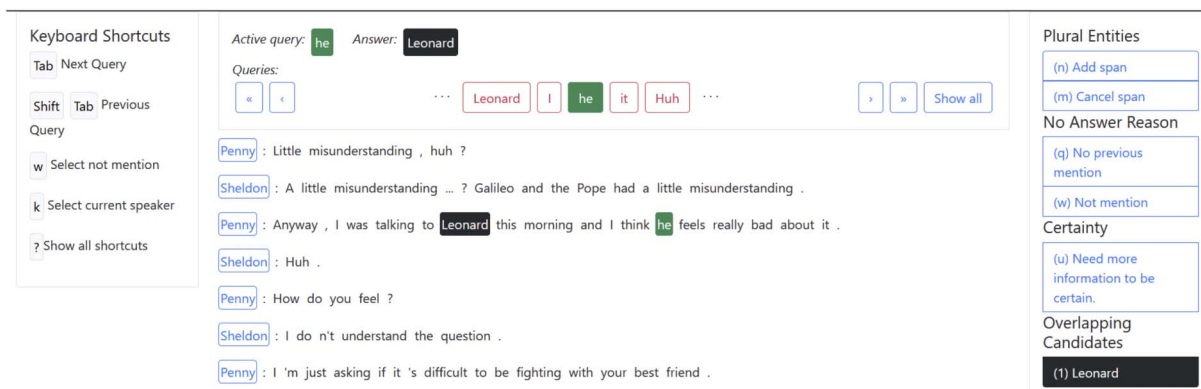 Keyboard Shortcuts
Tab Next Query
Shift Tab Previous
Query
w Select not mention
k Select current speaker
? Show all shortcuts
Active query: he Answer: Leonard
Queries:
« ‹ ... Leonard I he it Huh ... › » Show all
Penny : Little misunderstanding , huh ?
Sheldon : A little misunderstanding ... ? Galileo and the Pope had a little misunderstanding .
Penny : Anyway , I was talking to Leonard this morning and I think he feels really bad about it .
Sheldon : Huh .
Penny : How do you feel ?
Sheldon : I do n't understand the question .
Penny : I 'm just asking if it 's difficult to be fighting with your best friend .
Plural Entities
(n) Add span
(m) Cancel span
No Answer Reason
(q) No previous
mention
(w) Not mention
Certainty
(u) Need more
information to be
certain.
Overlapping
Candidates
(1) Leonard